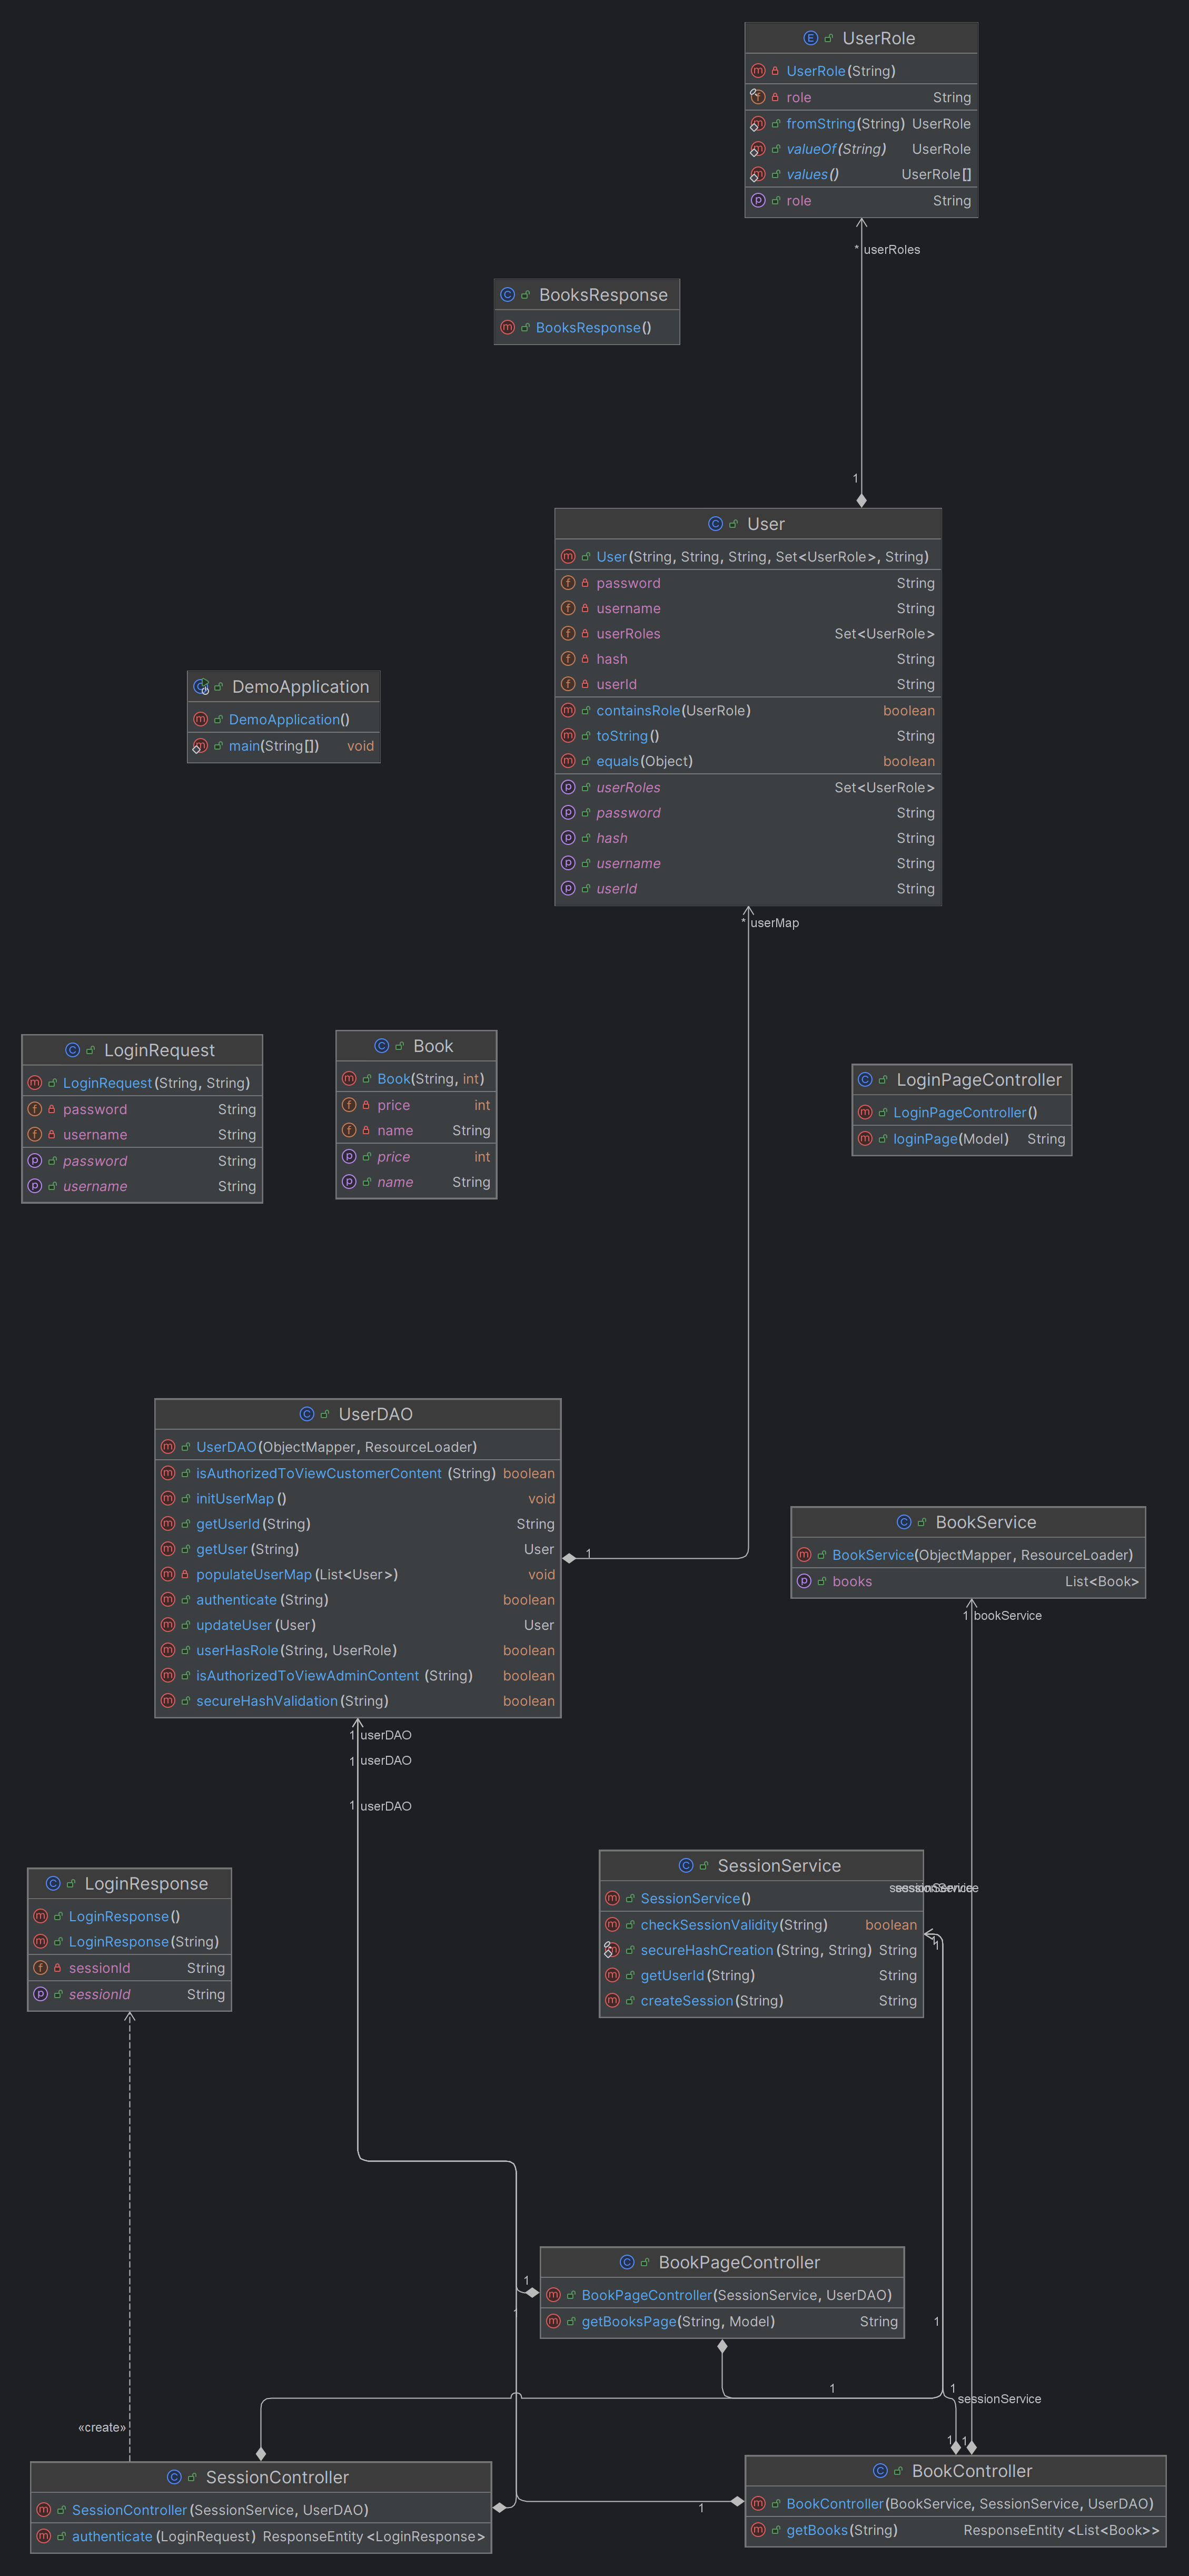 UserRole
UserRole(String)
role String
fromString(String) UserRole
valueOf(String) UserRole
values() UserRole[]
role String
* userRoles
BooksResponse
BooksResponse()
1
User
User(String, String, String, Set<UserRole>, String)
password String
username String
userRoles Set<UserRole>
hash String
userId String
containsRole(UserRole) boolean
toString() String
equals(Object) boolean
userRoles Set<UserRole>
password String
hash String
username String
userId String
DemoApplication
DemoApplication()
main(String[]) void
* userMap
LoginRequest
LoginRequest(String, String)
password String
username String
password String
username String
Book
Book(String, int)
price int
name String
price int
name String
LoginPageController
LoginPageController()
loginPage(Model) String
UserDAO
UserDAO(ObjectMapper, ResourceLoader)
isAuthorizedToViewCustomerContent (String) boolean
initUserMap () void
getUserId(String) String
getUser(String) User
populateUserMap(List<User>) void
authenticate(String) boolean
updateUser(User) User
userHasRole(String, UserRole) boolean
isAuthorizedToViewAdminContent (String) boolean
secureHashValidation(String) boolean
1
BookService
BookService(ObjectMapper, ResourceLoader)
books List<Book>
1 bookService
1 userDAO
1 userDAO
1 userDAO
LoginResponse
LoginResponse()
LoginResponse(String)
sessionId String
sessionId String
SessionService
sessionService
SessionService()
checkSessionValidity(String) boolean
secureHashCreation(String, String) String
getUserId(String) String
createSession(String) String
1
BookPageController
BookPageController(SessionService, UserDAO)
getBooksPage(String, Model) String
1
1
1
1
1
sessionService
«create»
1
1
SessionController
SessionController(SessionService, UserDAO)
authenticate(LoginRequest) ResponseEntity<LoginResponse>
1
BookController
BookController(BookService, SessionService, UserDAO)
getBooks(String) ResponseEntity<List<Book>>